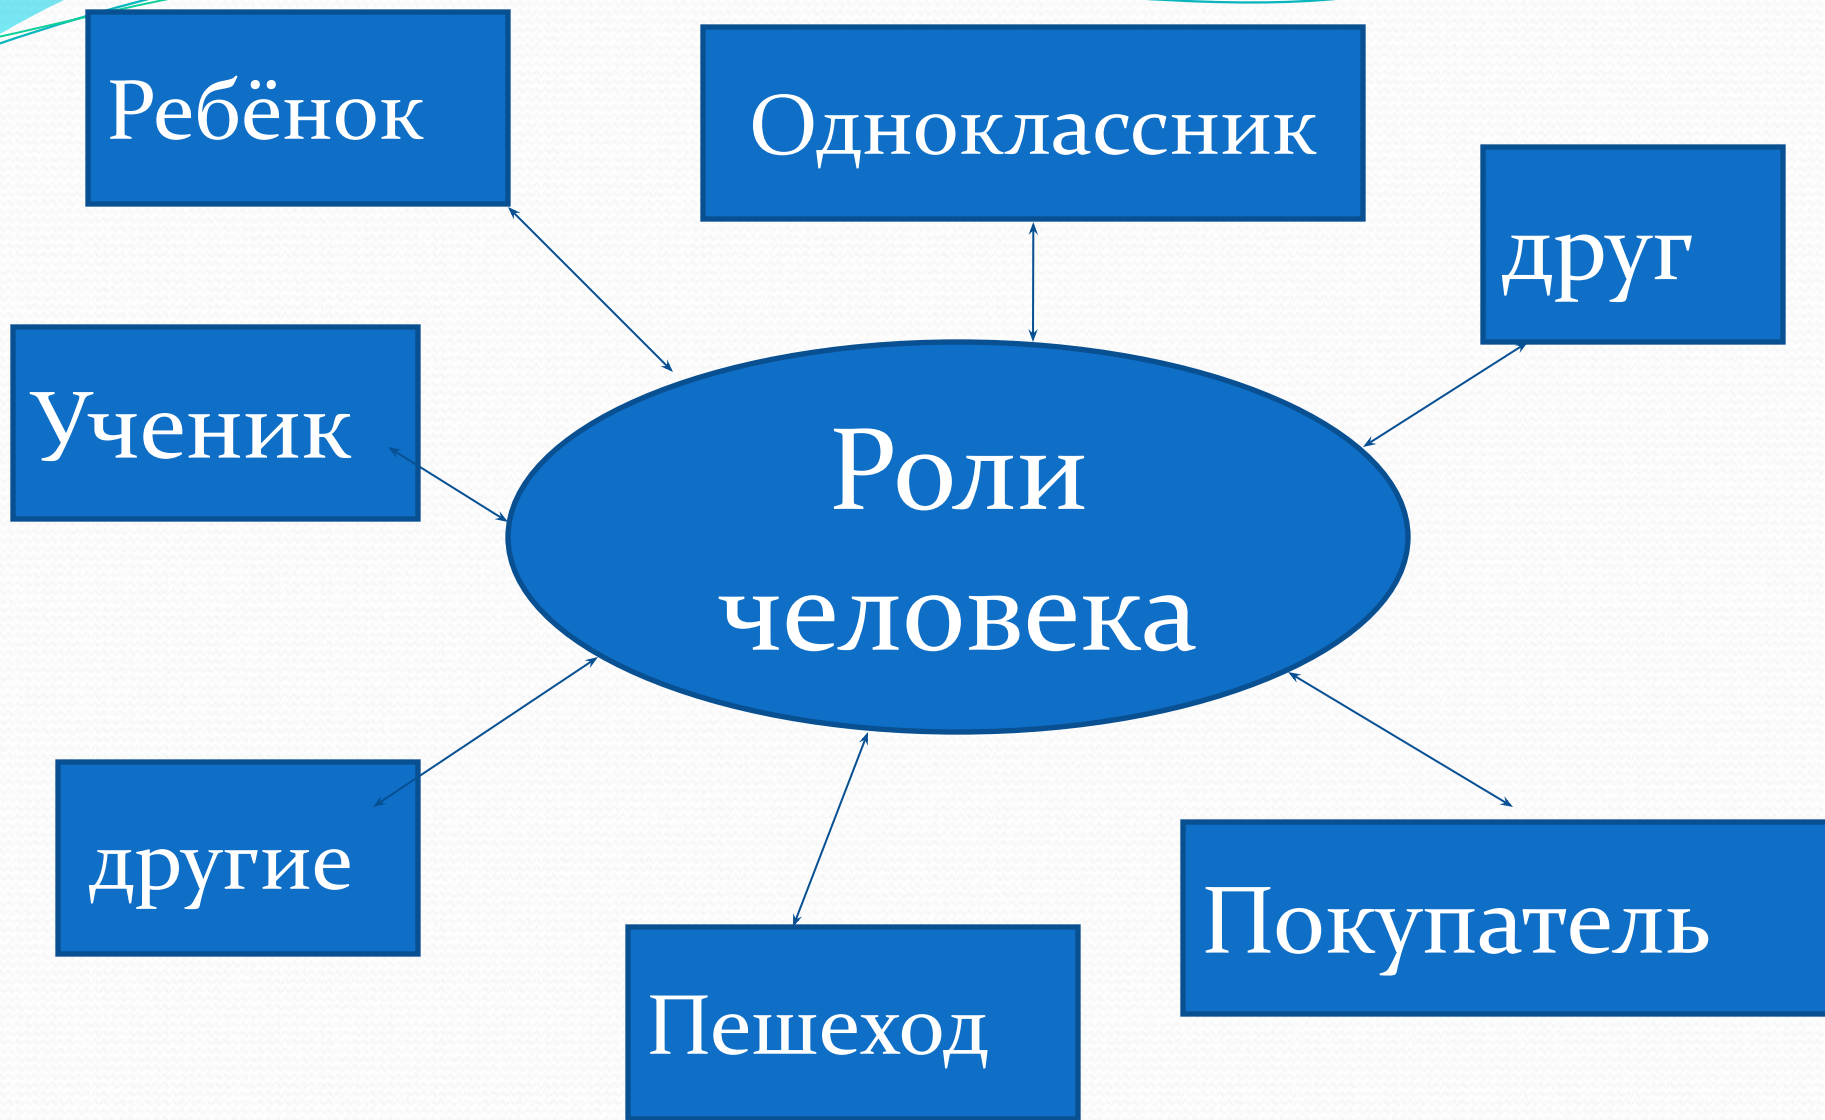 Ребёнок
Одноклассник
друг
Ученик
Роли
человека
другие
Покупатель
Пешеход